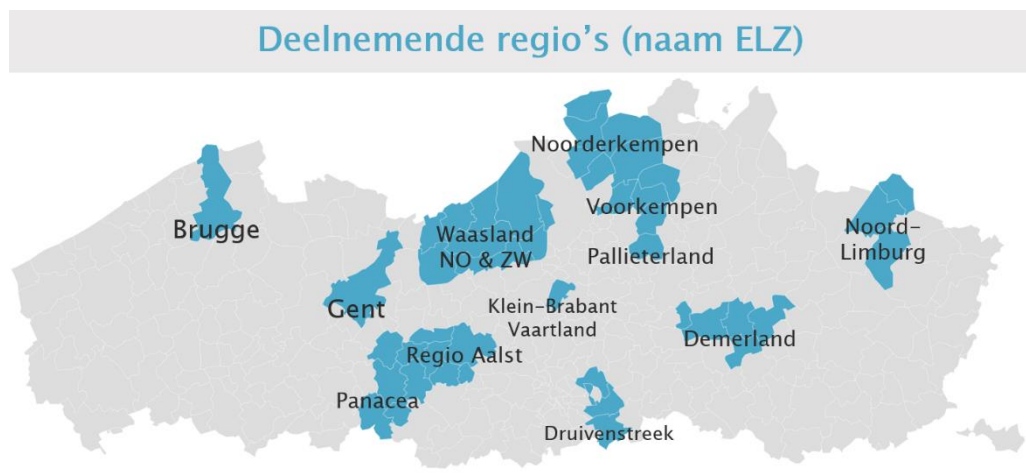 Deelnemende regio's (naam ELZ)
Noorderkempen
Brugge
Voorkempen
Waasland
NO & ZW
Pallieterland
Noord-
Limburg
Gent
Klein-Brabant
Vaartland
Demerland
Regio Aalst
Panacea
Druivenstreek